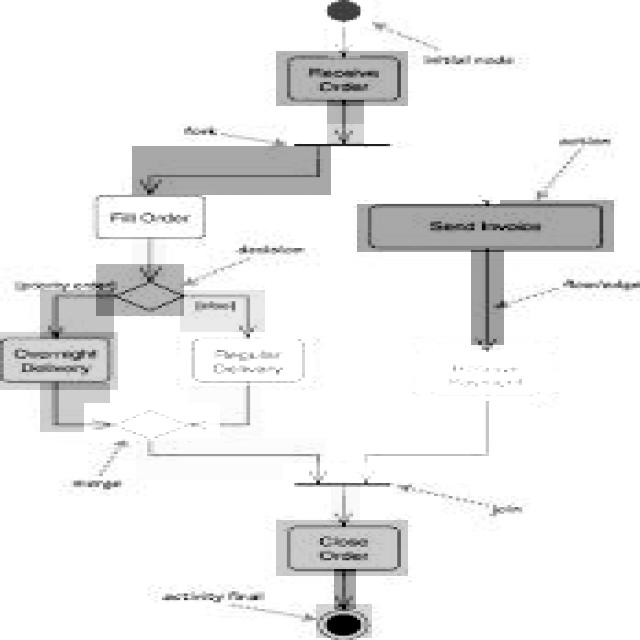 initial node
Receive
Order
fork
action
Fill Order
Send Invoice
decision
[priority order]
flow/edge
[else]
Overnight
Delivery
Regular
Delivery
Payment
merge
join
Close
Order
activity final